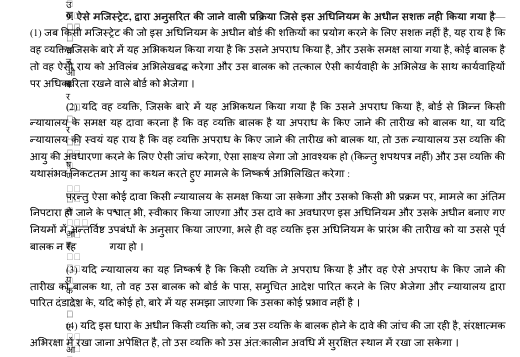 ऐसे मजिस्ट्रेट, द्वारा अनुसरित की जाने वाली प्रक्रिया जिसे इस अधिनियम के अधीन सशक्त नही किया गया है—
(1) जब किसी मजिस्ट्रेट की जो इस अधिनियम के अधीन बोर्ड की शक्तियों का प्रयोग करने के लिए सशक्त नहीं है, यह राय है कि
वह व्यक्ति जिसके बारे में यह अभिकथन किया गया है कि उसने अपराध किया है, और उसके समक्ष लाया गया है, कोई बालक है
तो वह ऐसी राय को अविलंब अभिलेखबद्ध करेगा और उस बालक को तत्काल ऐसी कार्यवाही के अभिलेख के साथ कार्यवाहियों
पर अधिकारिता रखने वाले बोर्ड को भेजेगा ।
(2) यदि वह व्यक्ति, जिसके बारे में यह अभिकथन किया गया है कि उसने अपराध किया है, बोर्ड से भिन्न किसी
न्यायालय के समक्ष यह दावा करना है कि वह व्यक्ति बालक है या अपराध के किए जाने की तारीख को बालक था, या यदि
न्यायालय की स्वयं यह राय है कि वह व्यक्ति अपराध के किए जाने की तारीख को बालक था, तो उक्त न्यायालय उस व्यक्ति की
आयु की अवधारणा करने के लिए ऐसी जांच करेगा, ऐसा साक्ष्य लेगा जो आवश्यक हो (किन्तु शपथपत्र नहीं) और उस व्यक्ति की
यथासंभव निकटतम आयु का कथन करते हुए मामले के निष्कर्ष अभिलिखित करेगा :
परन्तु ऐसा कोई दावा किसी न्यायालय के समक्ष किया जा सकेगा और उसको किसी भी प्रक्रम पर, मामले का अंतिम
निपटारा हो जाने के पश्चात् भी, स्वीकार किया जाएगा और उस दावे का अवधारण इस अधिनियम और उसके अधीन बनाए गए
नियमों में अन्तर्विष्ट उपबंधों के अनुसार किया जाएगा, भले ही वह व्यक्ति इस अधिनियम के प्रारंभ की तारीख को या उससे पूर्व
बालक न रह गया हो ।
(3) यदि न्यायालय का यह निष्कर्ष है कि किसी व्यक्ति ने अपराध किया है और वह ऐसे अपराध के किए जाने की
तारीख को बालक था, तो वह उस बालक को बोर्ड के पास, समुचित आदेश पारित करने के लिए भेजेगा और न्यायालय द्वारा
पारित दंडादेश के, यदि कोई हो, बारे में यह समझा जाएगा कि उसका कोई प्रभाव नहीं है ।
(4) यदि इस धारा के अधीन किसी व्यक्ति को, जब उस व्यक्ति के बालक होने के दावे की जांच की जा रही है, संरक्षात्मक
अभिरक्षा में रखा जाना अपेक्षित है, तो उस व्यक्ति को उस अंत:कालीन अवधि में सुरक्षित स्थान में रखा जा सकेगा ।